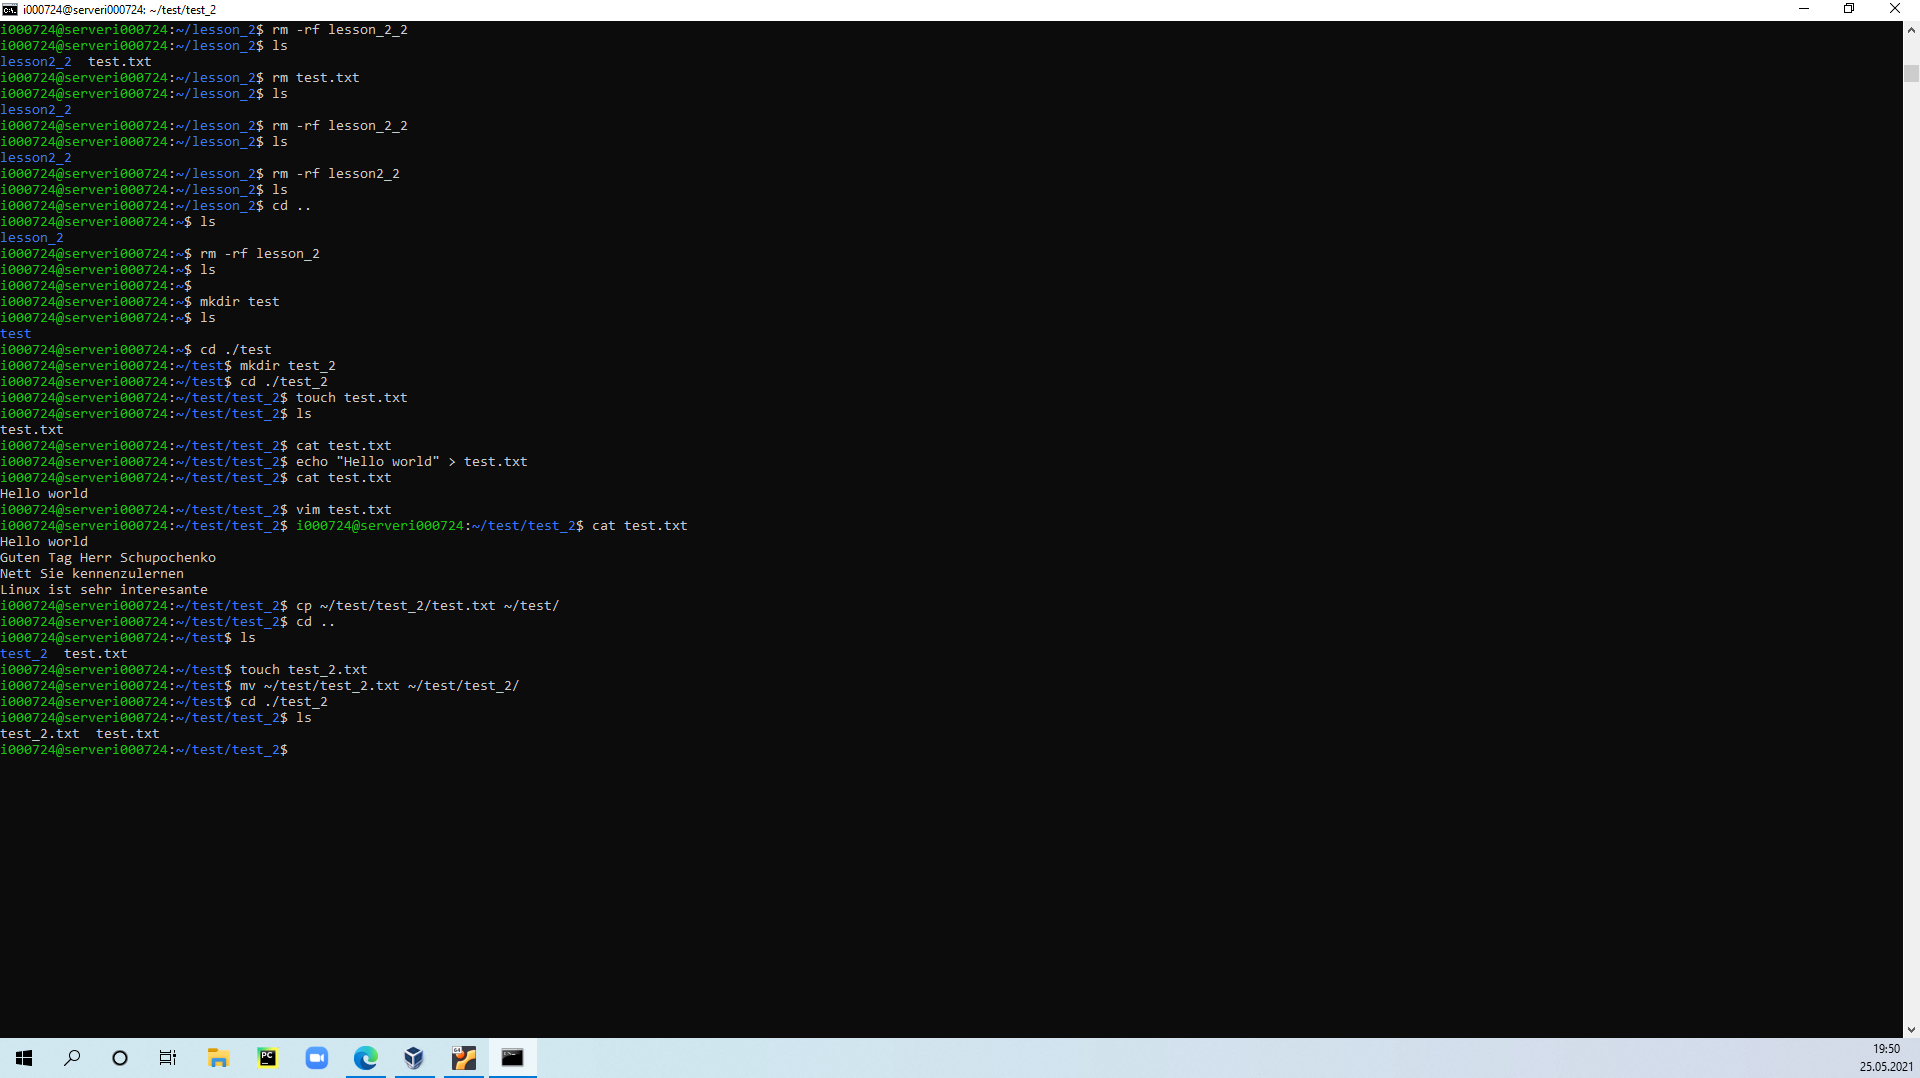 i000724@serveri000724: ~/test/test_2
i000724@serveri000724:~/lesson_2$ rm -rf lesson_2_2
i000724@serveri000724:~/lesson_2$ ls
lesson2_2  test.txt
i000724@serveri000724:~/lesson_2$ rm test.txt
i000724@serveri000724:~/lesson_2$ ls
lesson2_2
i000724@serveri000724:~/lesson_2$ rm -rf lesson_2_2
i000724@serveri000724:~/lesson_2$ ls
lesson2_2
i000724@serveri000724:~/lesson_2$ rm -rf lesson2_2
i000724@serveri000724:~/lesson_2$ ls
i000724@serveri000724:~/lesson_2$ cd ..
i000724@serveri000724:~$ ls
lesson_2
i000724@serveri000724:~$ rm -rf lesson_2
i000724@serveri000724:~$ ls
i000724@serveri000724:~$
i000724@serveri000724:~$ mkdir test
i000724@serveri000724:~$ ls
test
i000724@serveri000724:~$ cd ./test
i000724@serveri000724:~/test$ mkdir test_2
i000724@serveri000724:~/test$ cd ./test_2
i000724@serveri000724:~/test/test_2$ touch test.txt
i000724@serveri000724:~/test/test_2$ ls
test.txt
i000724@serveri000724:~/test/test_2$ cat test.txt
i000724@serveri000724:~/test/test_2$ echo "Hello world" > test.txt
i000724@serveri000724:~/test/test_2$ cat test.txt
Hello world
i000724@serveri000724:~/test/test_2$ vim test.txt
i000724@serveri000724:~/test/test_2$ i000724@serveri000724:~/test/test_2$ cat test.txt
Hello world
Guten Tag Herr Schupochenko
Nett Sie kennenzulernen
Linux ist sehr interesante
i000724@serveri000724:~/test/test_2$ cp ~/test/test_2/test.txt ~/test/
i000724@serveri000724:~/test/test_2$ cd ..
i000724@serveri000724:~/test$ ls
test_2  test.txt
i000724@serveri000724:~/test$ touch test_2.txt
i000724@serveri000724:~/test$ mv ~/test/test_2.txt ~/test/test_2/
i000724@serveri000724:~/test$ cd ./test_2
i000724@serveri000724:~/test/test_2$ ls
test_2.txt  test.txt
i000724@serveri000724:~/test/test_2$
PC
64
19:50
25.05.2021